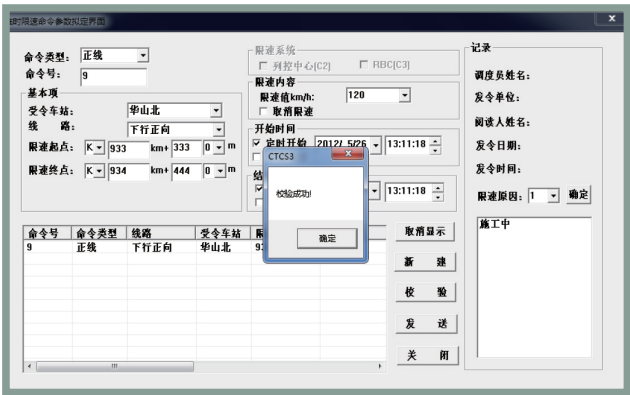 时限速命令参数拟定界面
命令类型: 正线
命令号: 9
基本项
受令车站: 华山北
线 路: 下行正向
限速起点: K 933 km+ 333 0 m
限速终点: K 934 km+ 444 0 m
限速系统
列控中心(C2] RBC(C3]
限速内容
限速值km/h: 120
取消限速
开始时间
定时开始 2012/ 5/26 13:11:18
结
13:11:18
CTCS3
校验成功!
确定
记录
调度员姓名:
发令单位:
阅读人姓名:
发令日期:
发令时间:
限速原因: 1 确定
施工中
命令号 命令类型 线路 受令车站 限
9 正线 下行正向 华山北 93
取消显示
新 建
校 验
发 送
关 闭